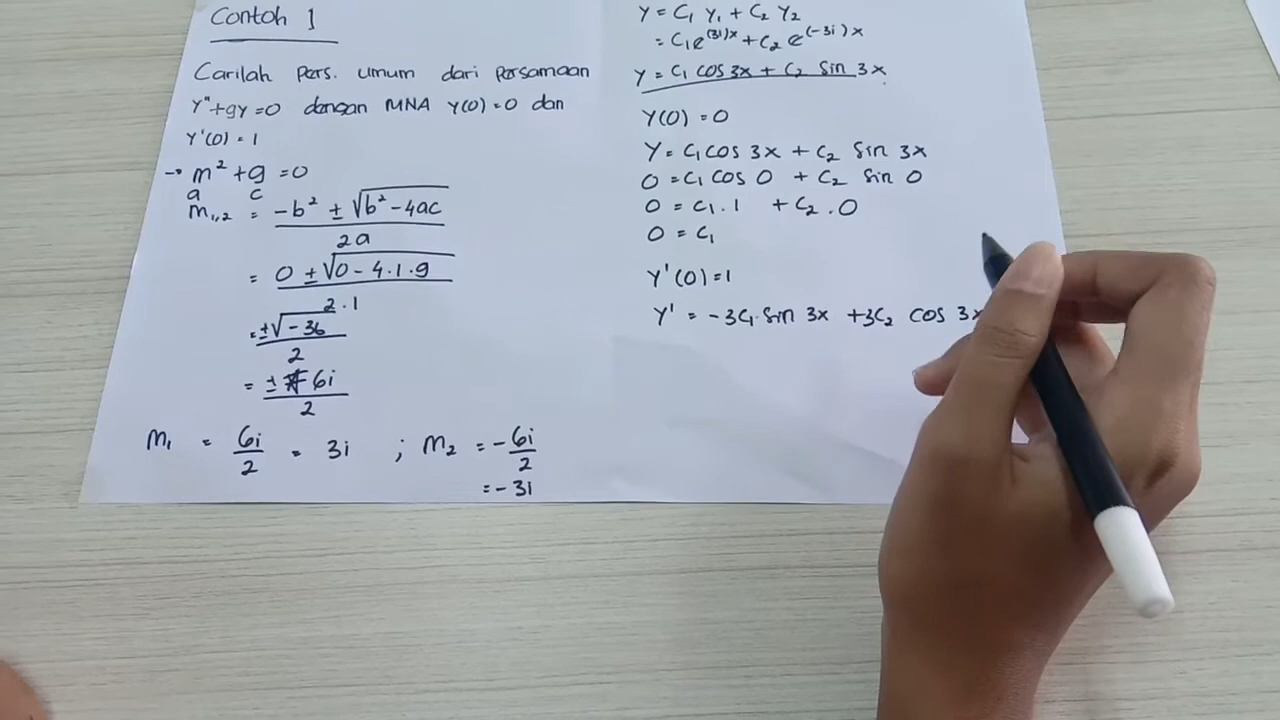 Contoh 1
Carilah Pers. Umum dari Persamaan
y"+9y=0 dengan MNA y(0)=0 dan
y'(0)=1
→ m²+9=0
a c
m₁,₂ = -b² ± √b²-4ac
2a
= 0 ± √0-4.1.9
2.1
=±√-36
2
= ± 6i
2
m₁ = 6i/2 = 3i ; m₂ = -6i/2
= -3i
y = C₁ y₁ + C₂ y₂
= C₁e^(3i)x + C₂ e^(-3i)x
y = C₁ cos 3x + C₂ sin 3x
y(0) = 0
y = C₁ cos 3x + C₂ sin 3x
0 = C₁ cos 0 + C₂ sin 0
0 = C₁.1 + C₂.0
0 = C₁
y'(0)=1
y' = -3C₁.sin 3x +3C₂ cos 3x